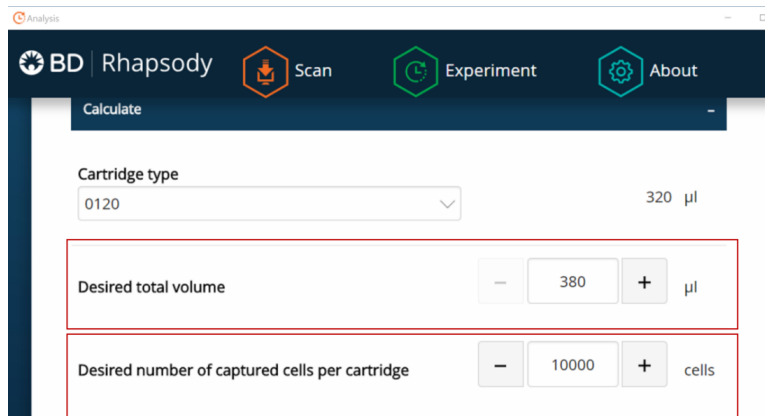 Analysis
BD Rhapsody Scan Experiment About
Calculate
Cartridge type
0120 320 µl
Desired total volume 380 µl
Desired number of captured cells per cartridge 10000 cells